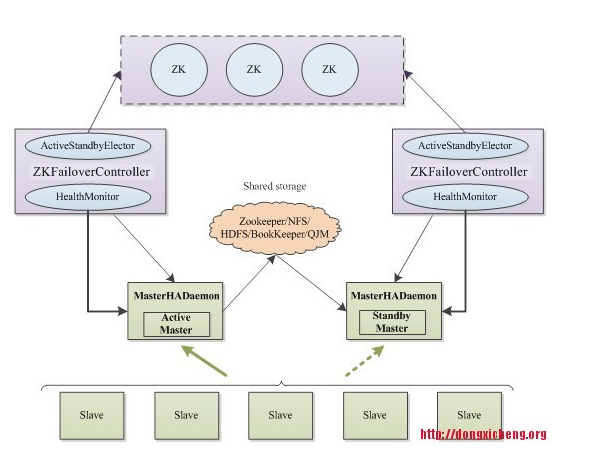 ZK
ZK
ZK
ActiveStandbyElector
ZKFailoverController
HealthMonitor
ActiveStandbyElector
ZKFailoverController
HealthMonitor
Shared storage
Zookeeper/NFS/
HDFS/BookKeeper/QJM
MasterHADaemon
Active
Master
MasterHADaemon
Standby
Master
Slave
Slave
Slave
Slave
Slave
http://dongxicheng.org